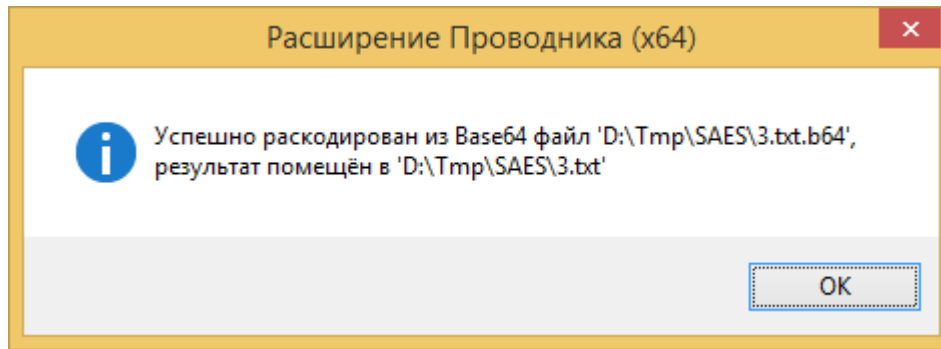 Расширение Проводника (x64)
Успешно раскодирован из Base64 файл 'D:\Tmp\SAES\3.txt.b64',
результат помещён в 'D:\Tmp\SAES\3.txt'
OK